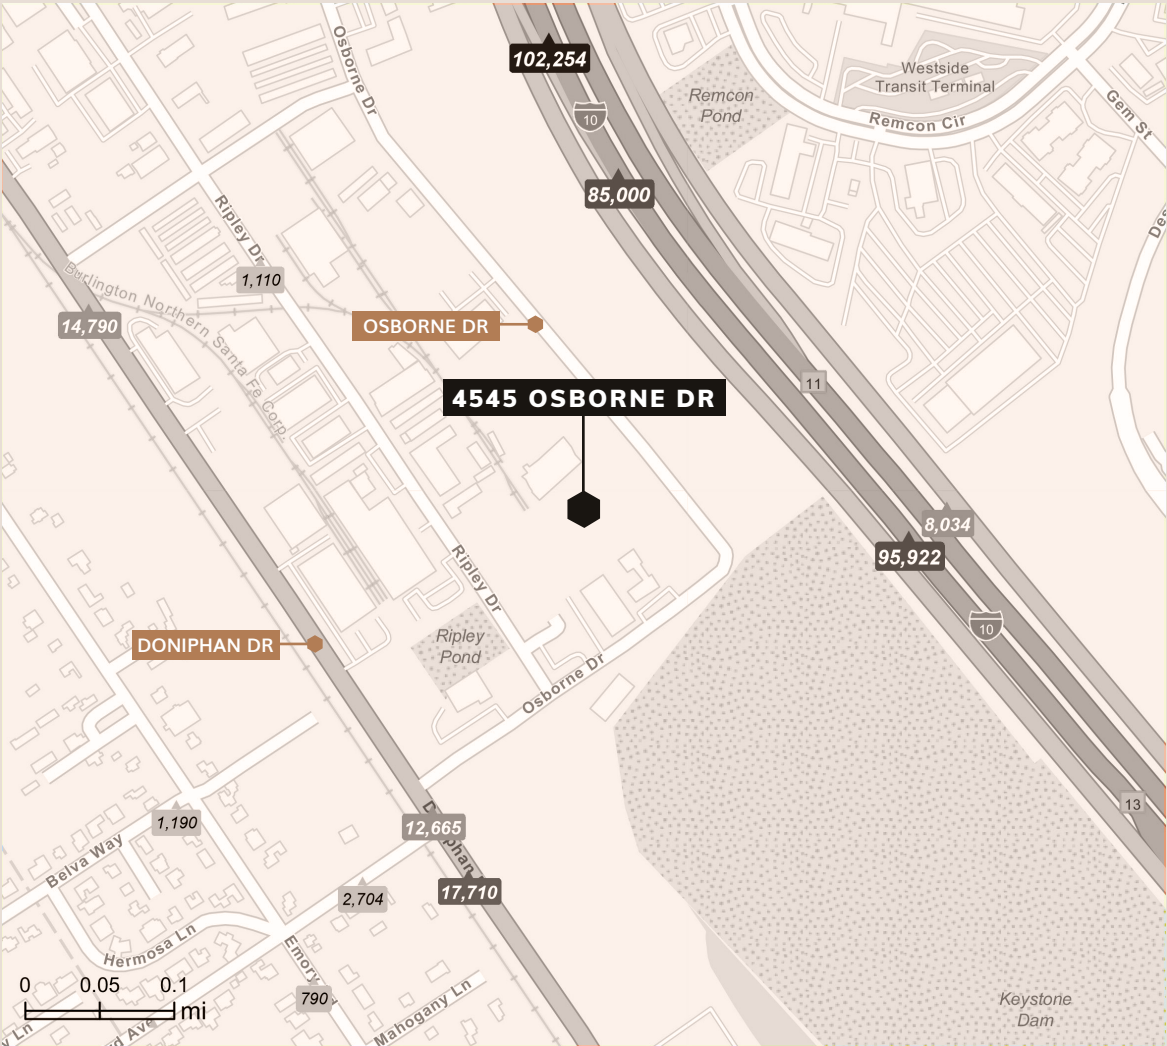 Osborne Dr
102,254
10
Westside
Transit Terminal
Remcon
Pond
Remcon Cir
Gem St
85,000
Ripley Dr
1,110
Burlington Northern
Santa Fe Corp.
14,790
OSBORNE DR
4545 OSBORNE DR
11
8,034
95,922
Ripley Dr
10
Ripley
Pond
DONIPHAN DR
Osborne Dr
13
1,190
12,665
Belva Way
17,710
2,704
Hermosa Ln
Emory
790
0 0.05 0.1
mi
Mahogany Ln
Keystone
Dam